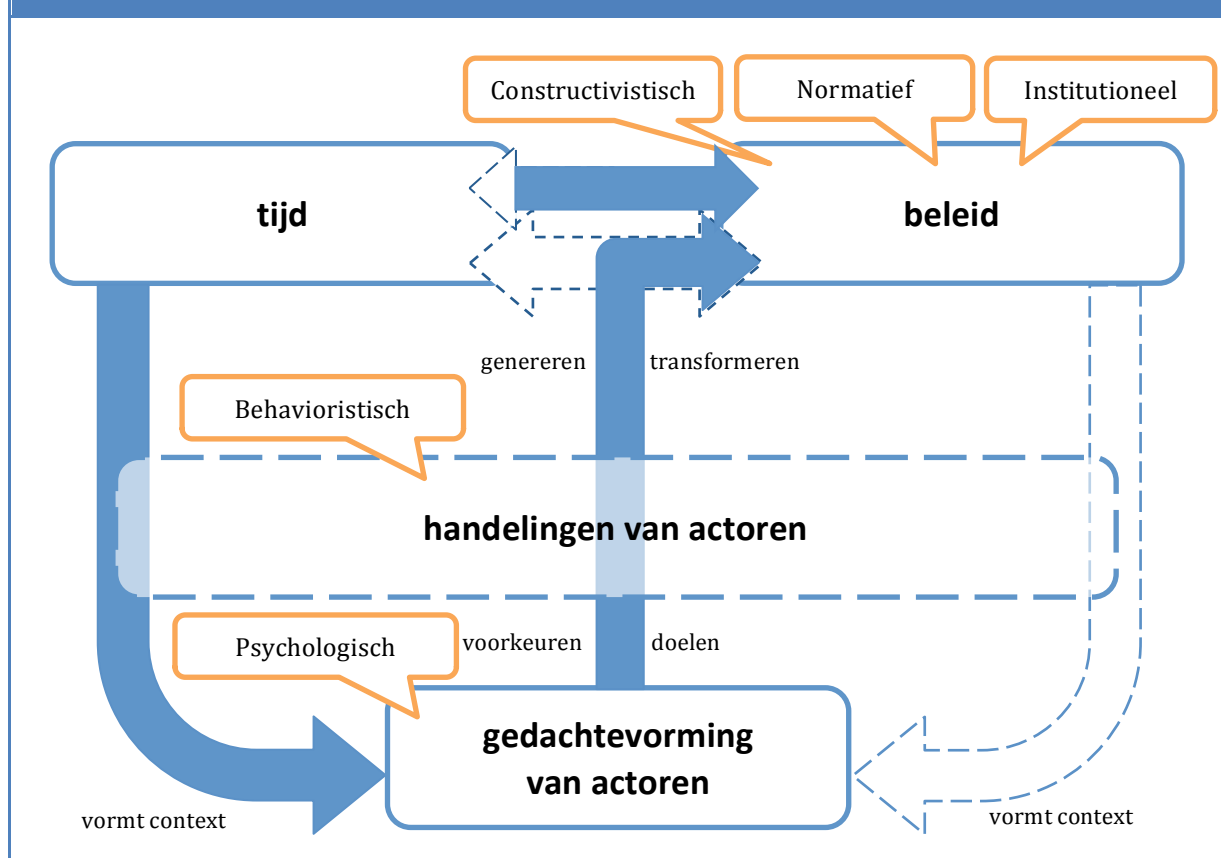 Constructivistisch
Normatief
Institutioneel
tijd
beleid
genereren
transformeren
Behavioristisch
handelingen van actoren
Psychologisch
voorkeuren
doelen
gedachtevorming
van actoren
vormt context
vormt context